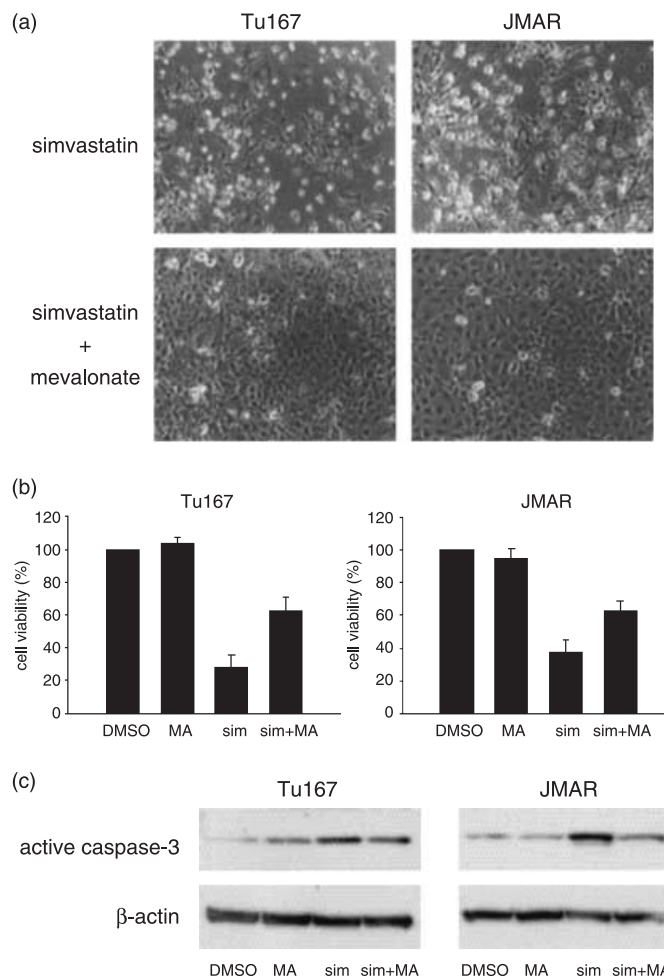 (a)
Tu167 JMAR
simvastatin
simvastatin
+
mevalonate
(b)
Tu167
120
100
80
60
40
20
0
cell viability (%)
DMSO MA sim sim+MA
JMAR
120
100
80
60
40
20
0
cell viability (%)
DMSO MA sim sim+MA
(c)
Tu167 JMAR
active caspase-3
β-actin
DMSO MA sim sim+MA DMSO MA sim sim+MA